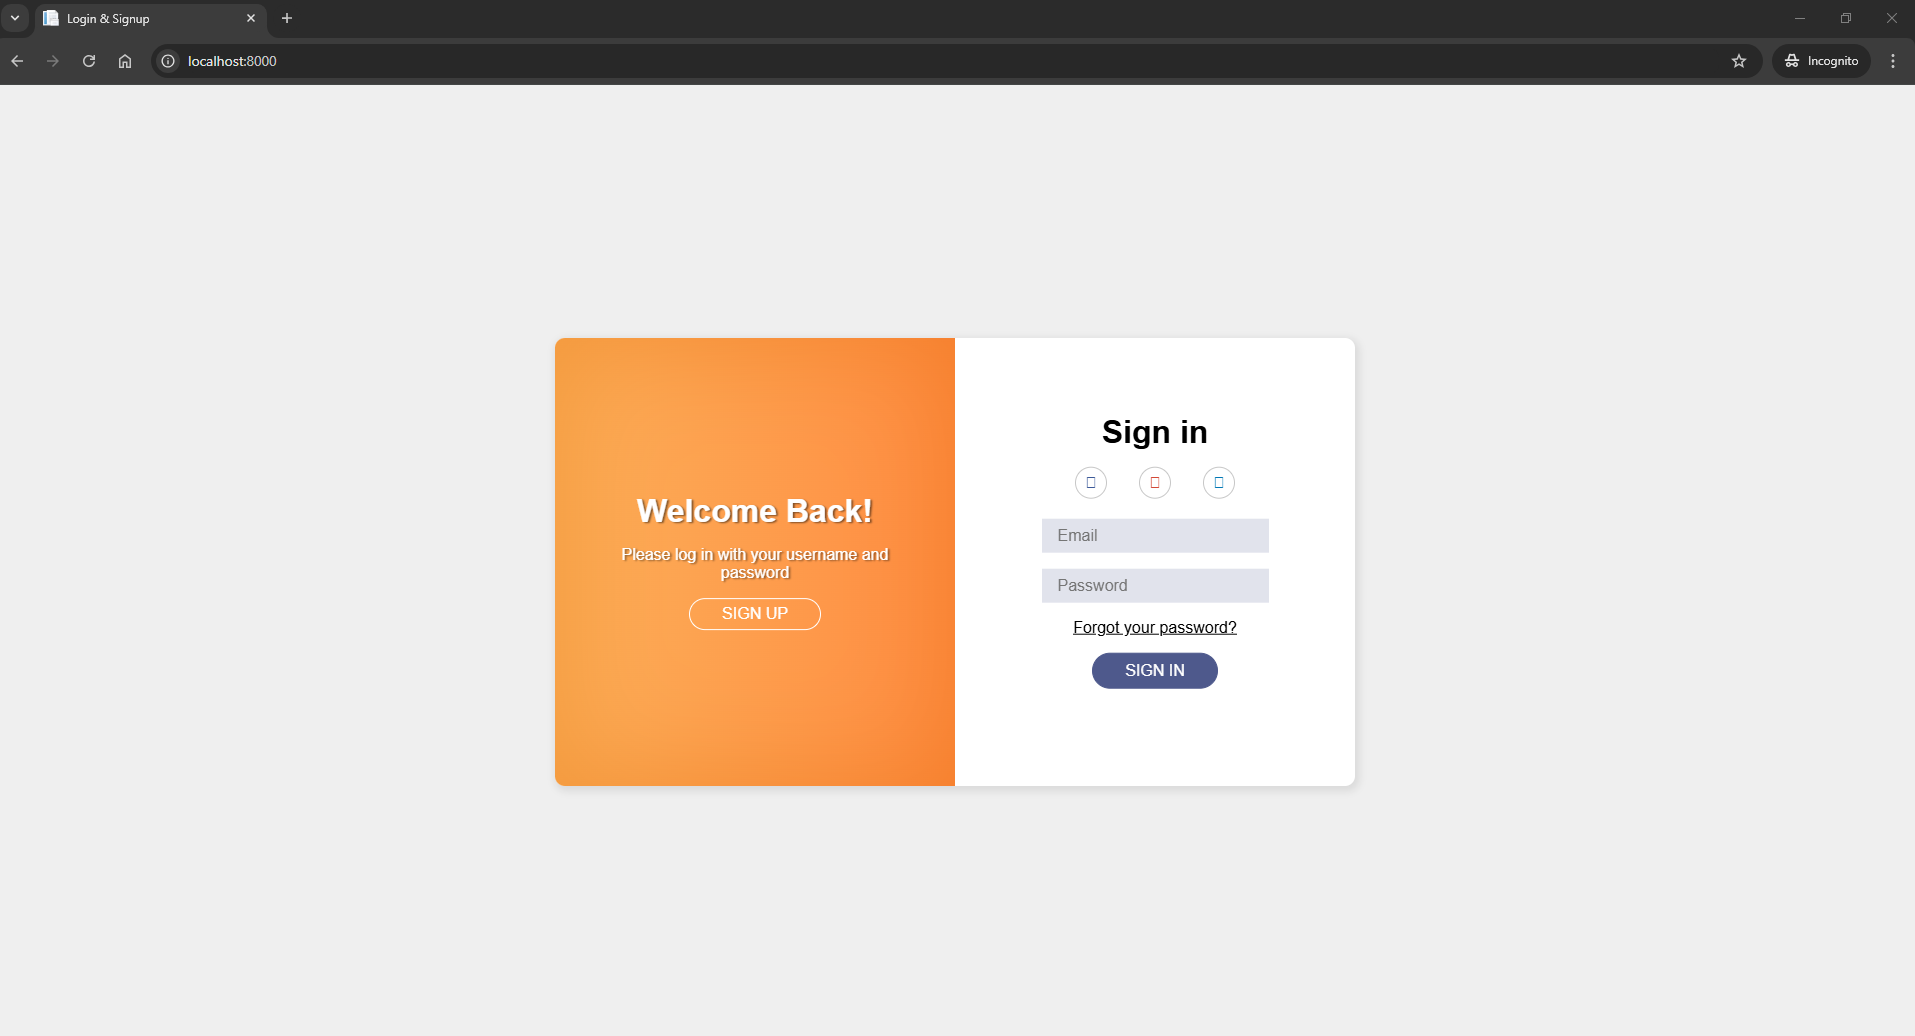 Login & Signup
localhost:8000
Incognito
Welcome Back!
Please log in with your username and
password
SIGN UP
Sign in
Email
Password
Forgot your password?
SIGN IN